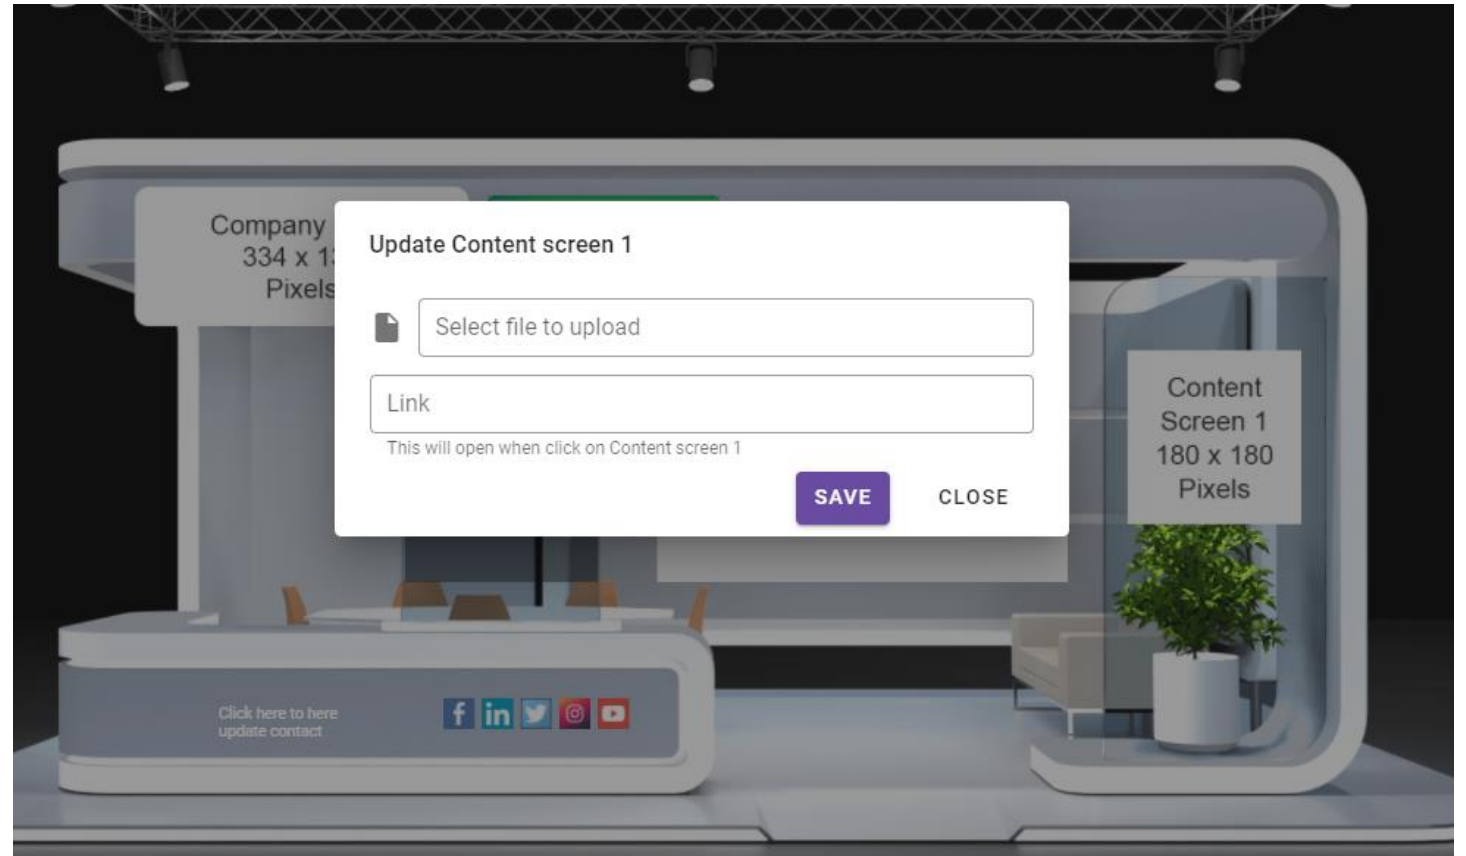 Company
334 x 1
Pixels
Update Content screen 1
Select file to upload
Link
This will open when click on Content screen 1
SAVE
CLOSE
Content
Screen 1
180 x 180
Pixels
Click here to here
update contact
f in